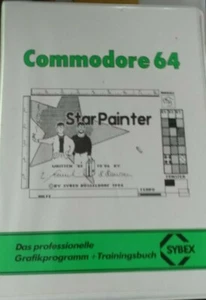 Commodore 64
StarPainter
Das professionelle
Grafikprogramm + Trainingsbuch
SYBEX